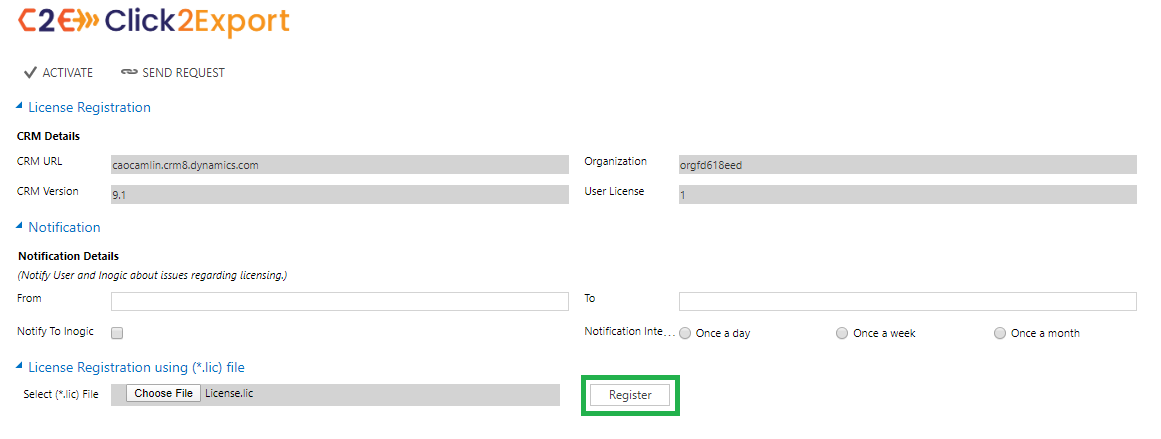 C2E Click2Export
ACTIVATE SEND REQUEST
License Registration
CRM Details
CRM URL caocamlin.crm8.dynamics.com Organization orgfd618eed
CRM Version 9.1 User License 1
Notification
Notification Details
(Notify User and Inogic about issues regarding licensing.)
From To
Notify To Inogic Notification Inte... Once a day Once a week Once a month
License Registration using (*.lic) file
Select (*.lic) File Choose File License.lic Register